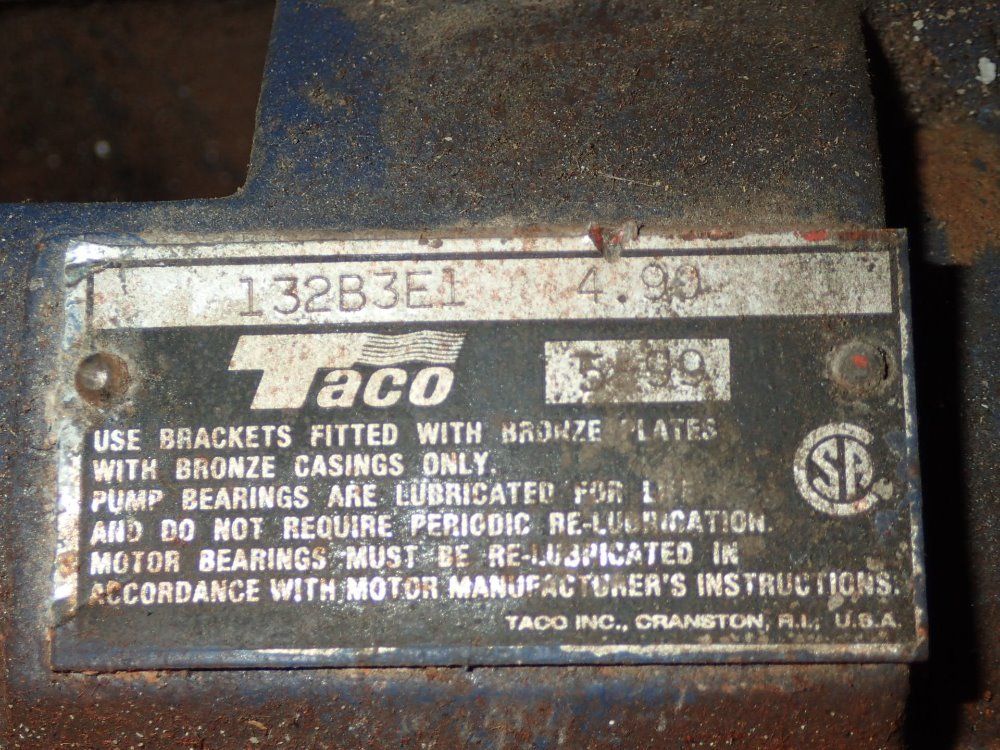 132B3E1 4.90
Taco
USE BRACKETS FITTED WITH BRONZE PLATES
WITH BRONZE CASINGS ONLY.
PUMP BEARINGS ARE LUBRICATED FOR LIFE
AND DO NOT REQUIRE PERIODIC RE-LUBRICATION.
MOTOR BEARINGS MUST BE RE-LUBRICATED IN
ACCORDANCE WITH MOTOR MANUFACTURER'S INSTRUCTIONS.
TACO INC., CRANSTON, R.I., U.S.A.